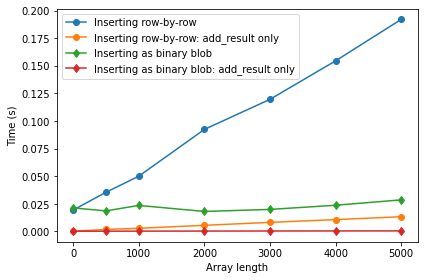 0.200
0.175
0.150
0.125
0.100
0.075
0.050
0.025
0.000
Time (s)
Inserting row-by-row
Inserting row-by-row: add_result only
Inserting as binary blob
Inserting as binary blob: add_result only
0
1000
2000
3000
4000
5000
Array length